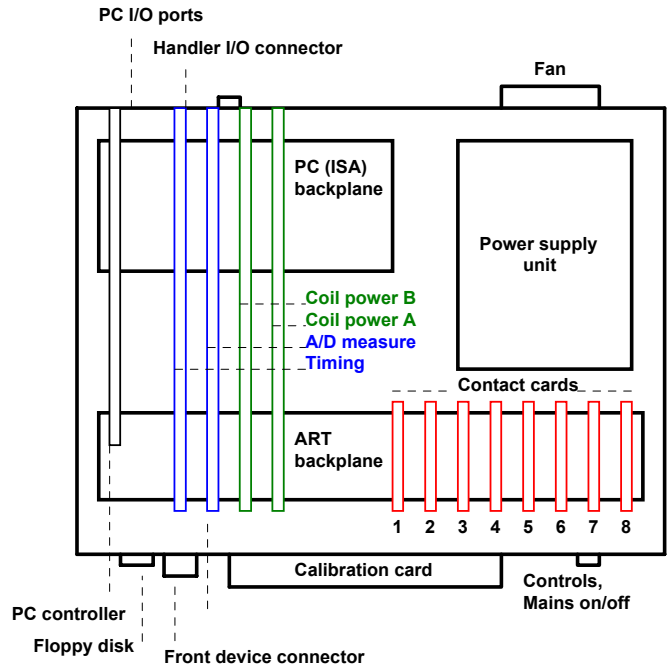 PC I/O ports
Handler I/O connector
Fan
PC (ISA)
backplane
Power supply
unit
Coil power B
Coil power A
A/D measure
Timing
Contact cards
ART
backplane
1 2 3 4 5 6 7 8
Calibration card
Controls,
Mains on/off
PC controller
Floppy disk
Front device connector